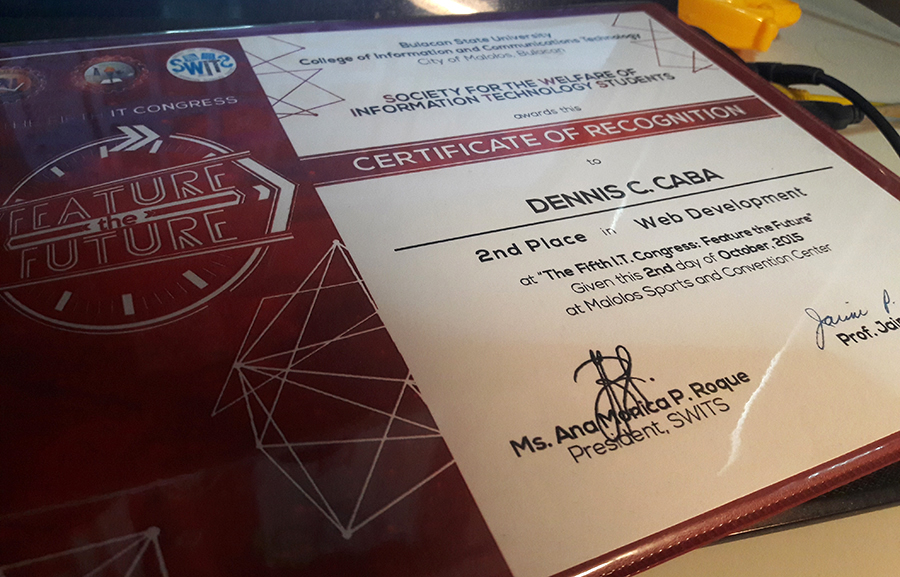 SWITS
IT CONGRESS
FEATURE
the
FUTURE
Bulacan State University
College of Information and Communications Technology
City of Malolos, Bulacan
SOCIETY FOR THE WELFARE OF
INFORMATION TECHNOLOGY STUDENTS
awards this
CERTIFICATE OF RECOGNITION
to
DENNIS C. CABA
2nd Place in Web Development
at "The Fifth I.T. Congress: Feature the Future"
Given this 2nd day of October, 2015
at Malolos Sports and Convention Center
Jaime P.
Prof.
Ms. Ana Monica P. Roque
President, SWITS